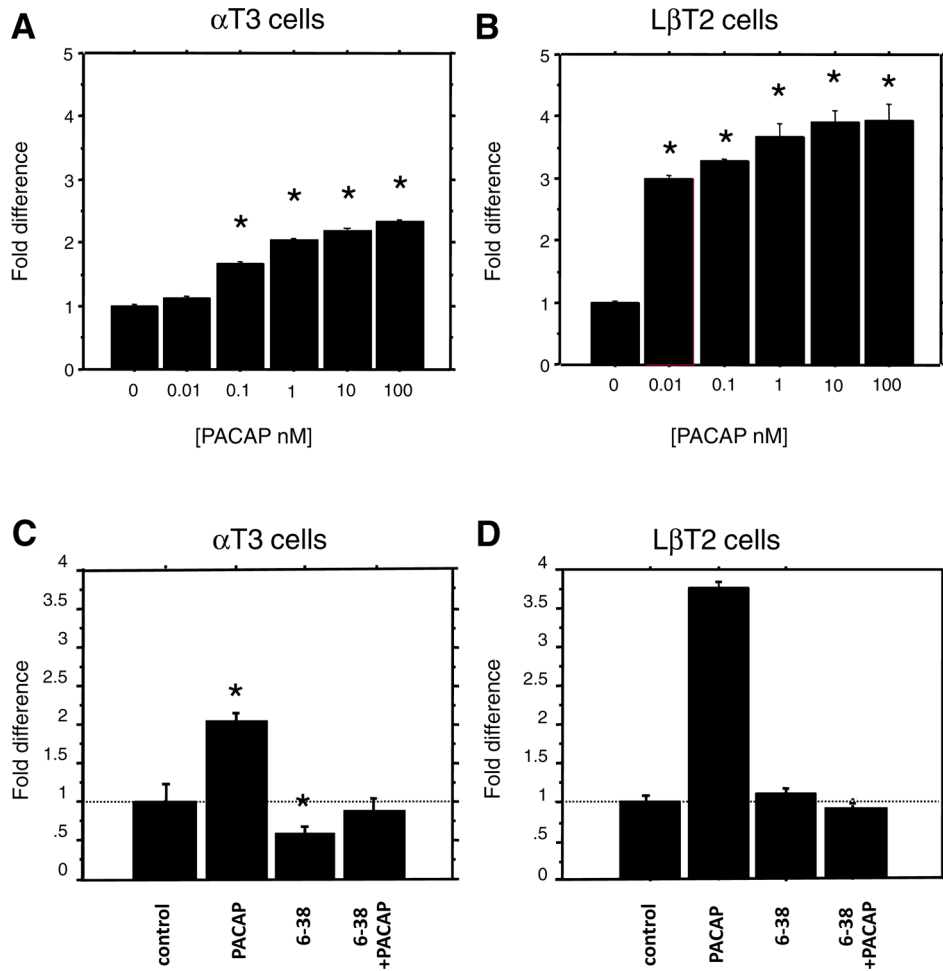 A
αT3 cells
Fold difference
5
4
3
2
1
0
*
*
*
*
0 0.01 0.1 1 10 100
[PACAP nM]
B
LβT2 cells
Fold difference
5
4
3
2
1
0
*
*
*
*
*
0 0.01 0.1 1 10 100
[PACAP nM]
C
αT3 cells
Fold difference
4
3.5
3
2.5
2
1.5
1
.5
0
*
*
control
PACAP
6-38
6-38
+PACAP
D
LβT2 cells
Fold difference
4
3.5
3
2.5
2
1.5
1
.5
0
control
PACAP
6-38
6-38
+PACAP